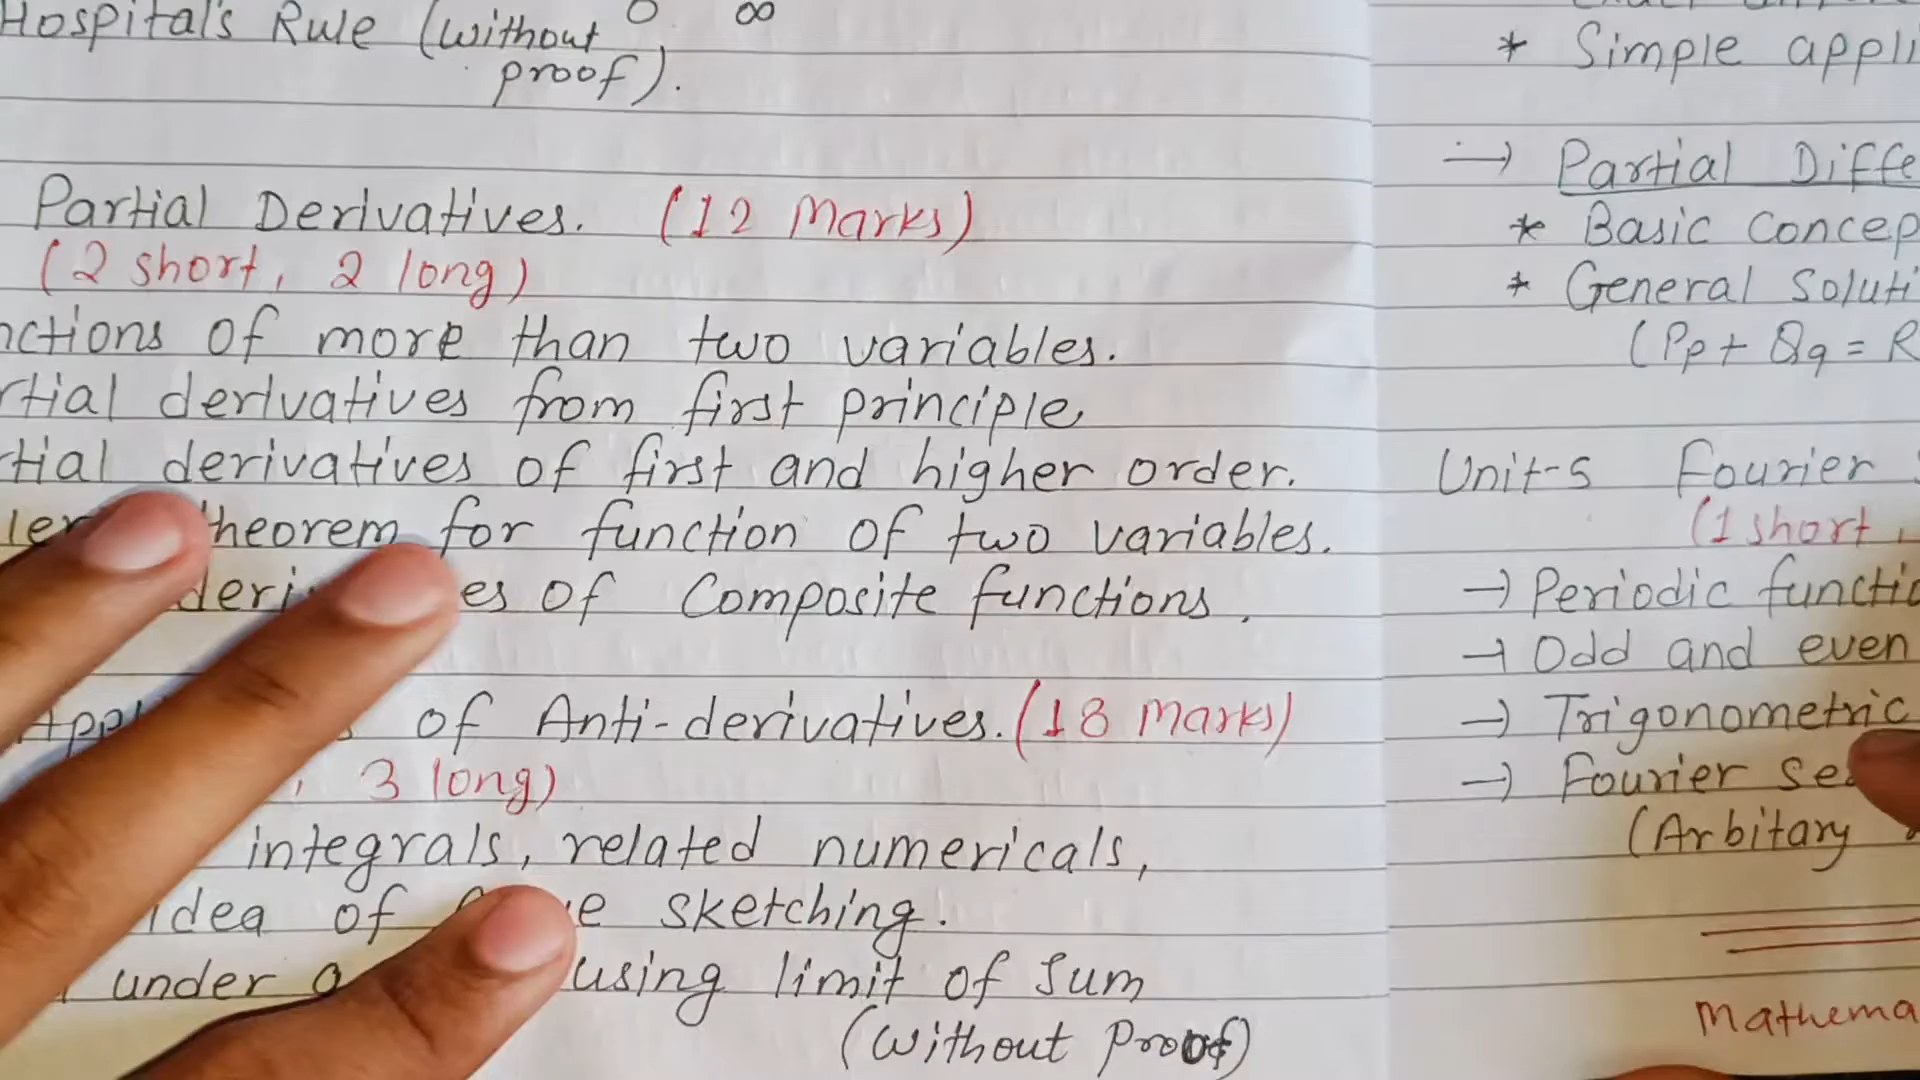 Hospital's Rule (without
0 ∞
proof).
Partial Derivatives. (12 Marks)
(2 short, 2 long)
nctions of more than two variables.
rtial derivatives from first principle
rtial derivatives of first and higher order.
ler theorem for function of two variables.
deri es of Composite functions.
App of Anti-derivatives. (18 Marks)
, 3 long)
integrals, related numericals,
idea of e sketching.
under using limit of sum
(without Proof)
* Simple appli
→ Partial Diffe
* Basic Concep
* General Soluti
(Pp + Qq = R
Unit-5 Fourier
(1 short,
→ Periodic functio
→ Odd and even
→ Trigonometric
→ Fourier se
(Arbitary
Mathema